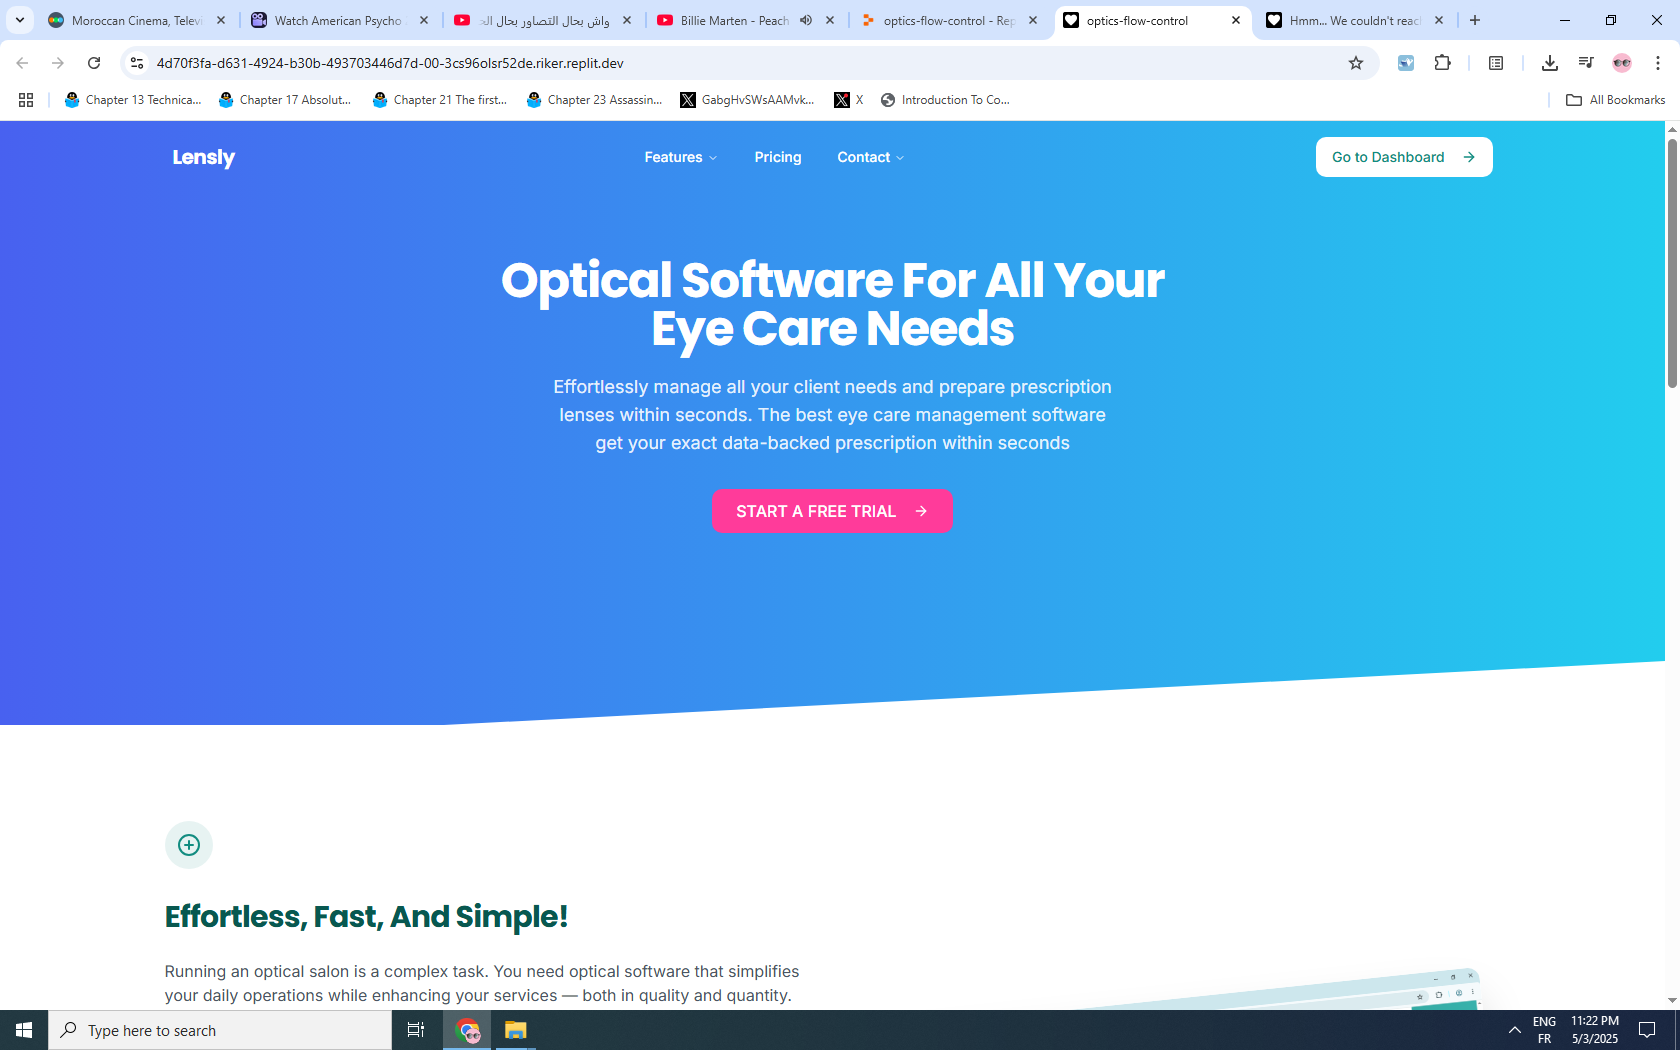 Moroccan Cinema, Televi
Watch American Psycho
واش بحال التصاور بحال الح
Billie Marten - Peach
optics-flow-control - Rep
optics-flow-control
Hmm... We couldn't reac
4d70f3fa-d631-4924-b30b-493703446d7d-00-3cs96olsr52de.riker.replit.dev
Chapter 13 Technica...
Chapter 17 Absolut...
Chapter 21 The first...
Chapter 23 Assassin...
GabgHvSWsAAMvk...
X
Introduction To Co...
All Bookmarks
Lensly
Features
Pricing
Contact
Go to Dashboard
Optical Software For All Your
Eye Care Needs
Effortlessly manage all your client needs and prepare prescription
lenses within seconds. The best eye care management software
get your exact data-backed prescription within seconds
START A FREE TRIAL
Effortless, Fast, And Simple!
Running an optical salon is a complex task. You need optical software that simplifies
your daily operations while enhancing your services — both in quality and quantity.
Type here to search
ENG
FR
11:22 PM
5/3/2025